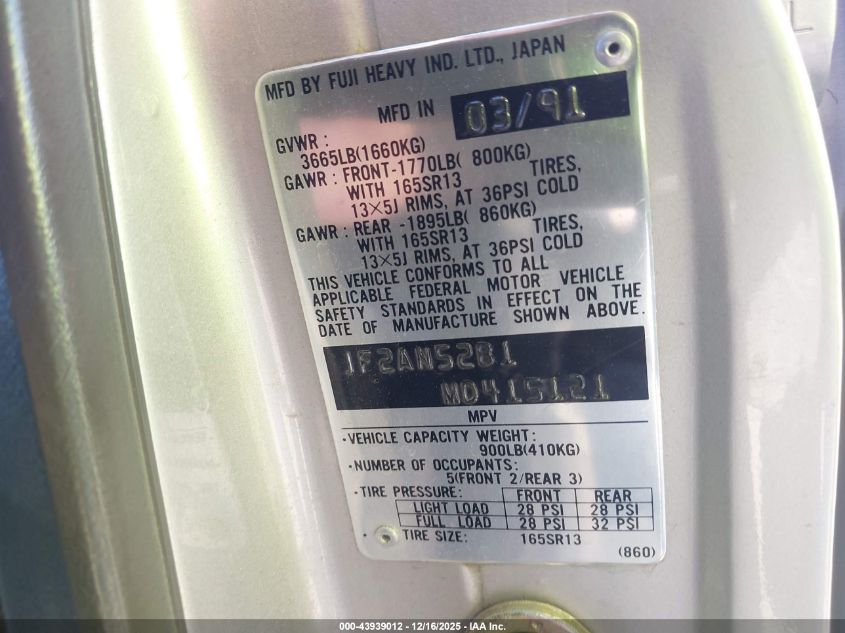 MFD BY FUJI HEAVY IND. LTD., JAPAN
MFD IN 03/91
GVWR :
3665LB(1660KG)
GAWR : FRONT-1770LB( 800KG)
WITH 165SR13 TIRES,
13×5J RIMS, AT 36PSI COLD
GAWR : REAR -1895LB( 860KG)
WITH 165SR13 TIRES,
13×5J RIMS, AT 36PSI COLD
THIS VEHICLE CONFORMS TO ALL
APPLICABLE FEDERAL MOTOR VEHICLE
SAFETY STANDARDS IN EFFECT ON THE
DATE OF MANUFACTURE SHOWN ABOVE.
JF2AN52B1
MD415121
MPV
·VEHICLE CAPACITY WEIGHT:
900LB(410KG)
·NUMBER OF OCCUPANTS:
5(FRONT 2/REAR 3)
·TIRE PRESSURE: FRONT REAR
LIGHT LOAD 28 PSI 28 PSI
FULL LOAD 28 PSI 32 PSI
· TIRE SIZE: 165SR13
(860)
000-43939012 - 12/16/2025 - IAA Inc.